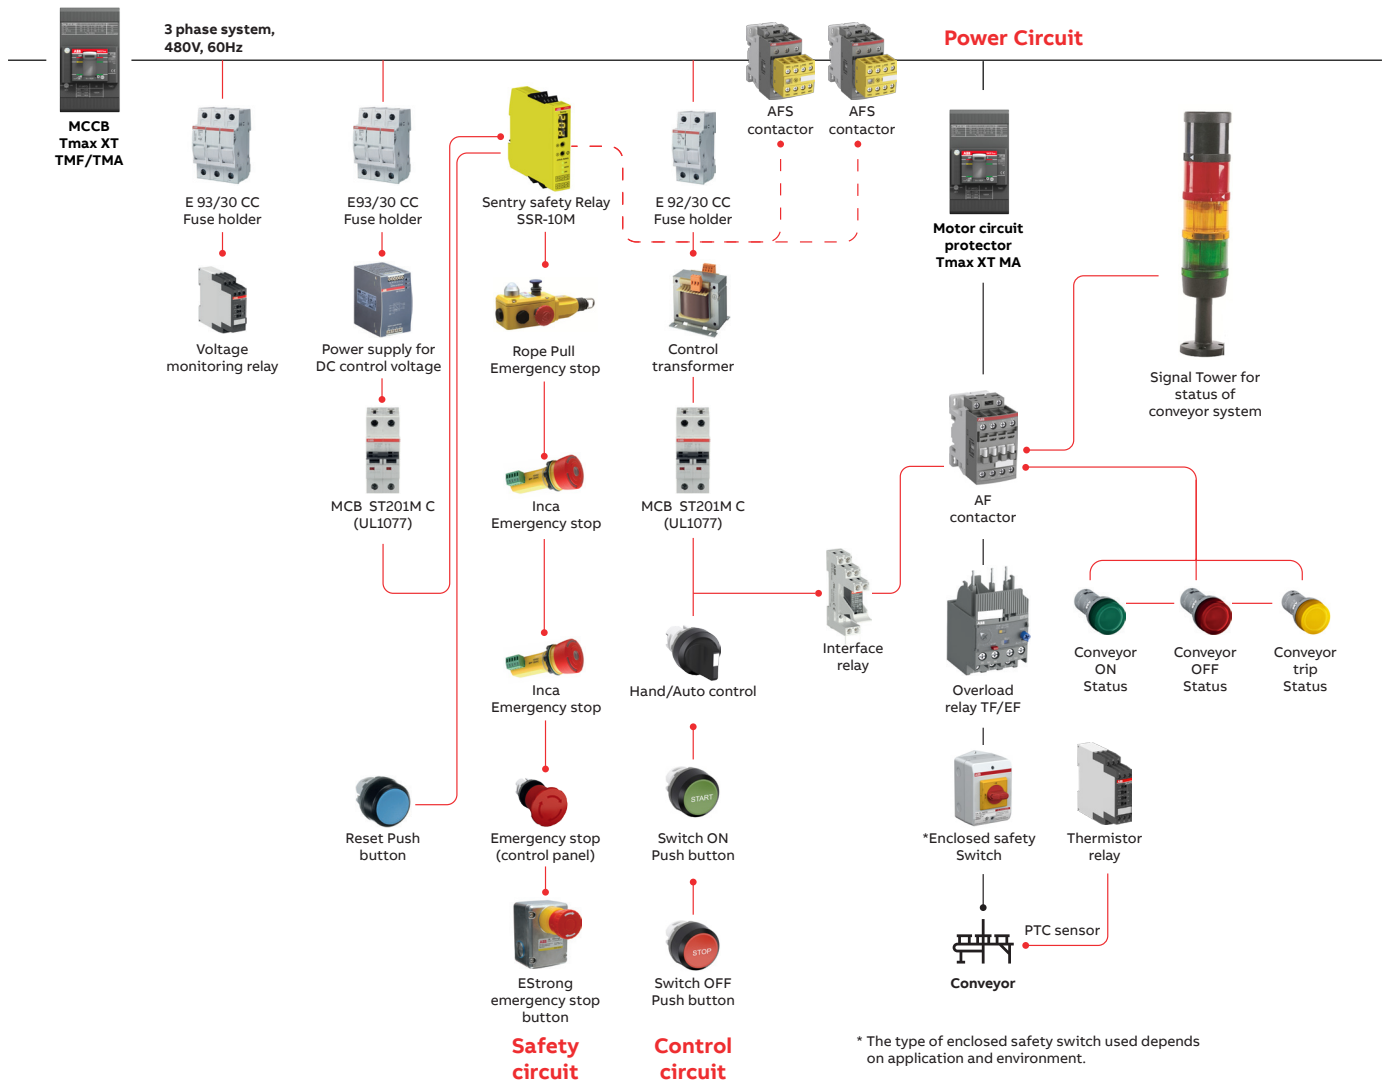 3 phase system,
480V, 60Hz
Power Circuit
MCCB
Tmax XT
TMF/TMA
AFS
contactor
AFS
contactor
E 93/30 CC
Fuse holder
E93/30 CC
Fuse holder
Sentry safety Relay
SSR-10M
E 92/30 CC
Fuse holder
Motor circuit
protector
Tmax XT MA
Voltage
monitoring relay
Power supply for
DC control voltage
Rope Pull
Emergency stop
Control
transformer
Signal Tower for
status of
conveyor system
MCB ST201M C
(UL1077)
Inca
Emergency stop
MCB ST201M C
(UL1077)
AF
contactor
Interface
relay
Inca
Emergency stop
Hand/Auto control
Overload
relay TF/EF
Conveyor
ON
Status
Conveyor
OFF
Status
Conveyor
trip
Status
START
Reset Push
button
Emergency stop
(control panel)
Switch ON
Push button
*Enclosed safety
Switch
Thermistor
relay
PTC sensor
STOP
EStrong
emergency stop
button
Switch OFF
Push button
Conveyor
Safety
circuit
Control
circuit
* The type of enclosed safety switch used depends
on application and environment.